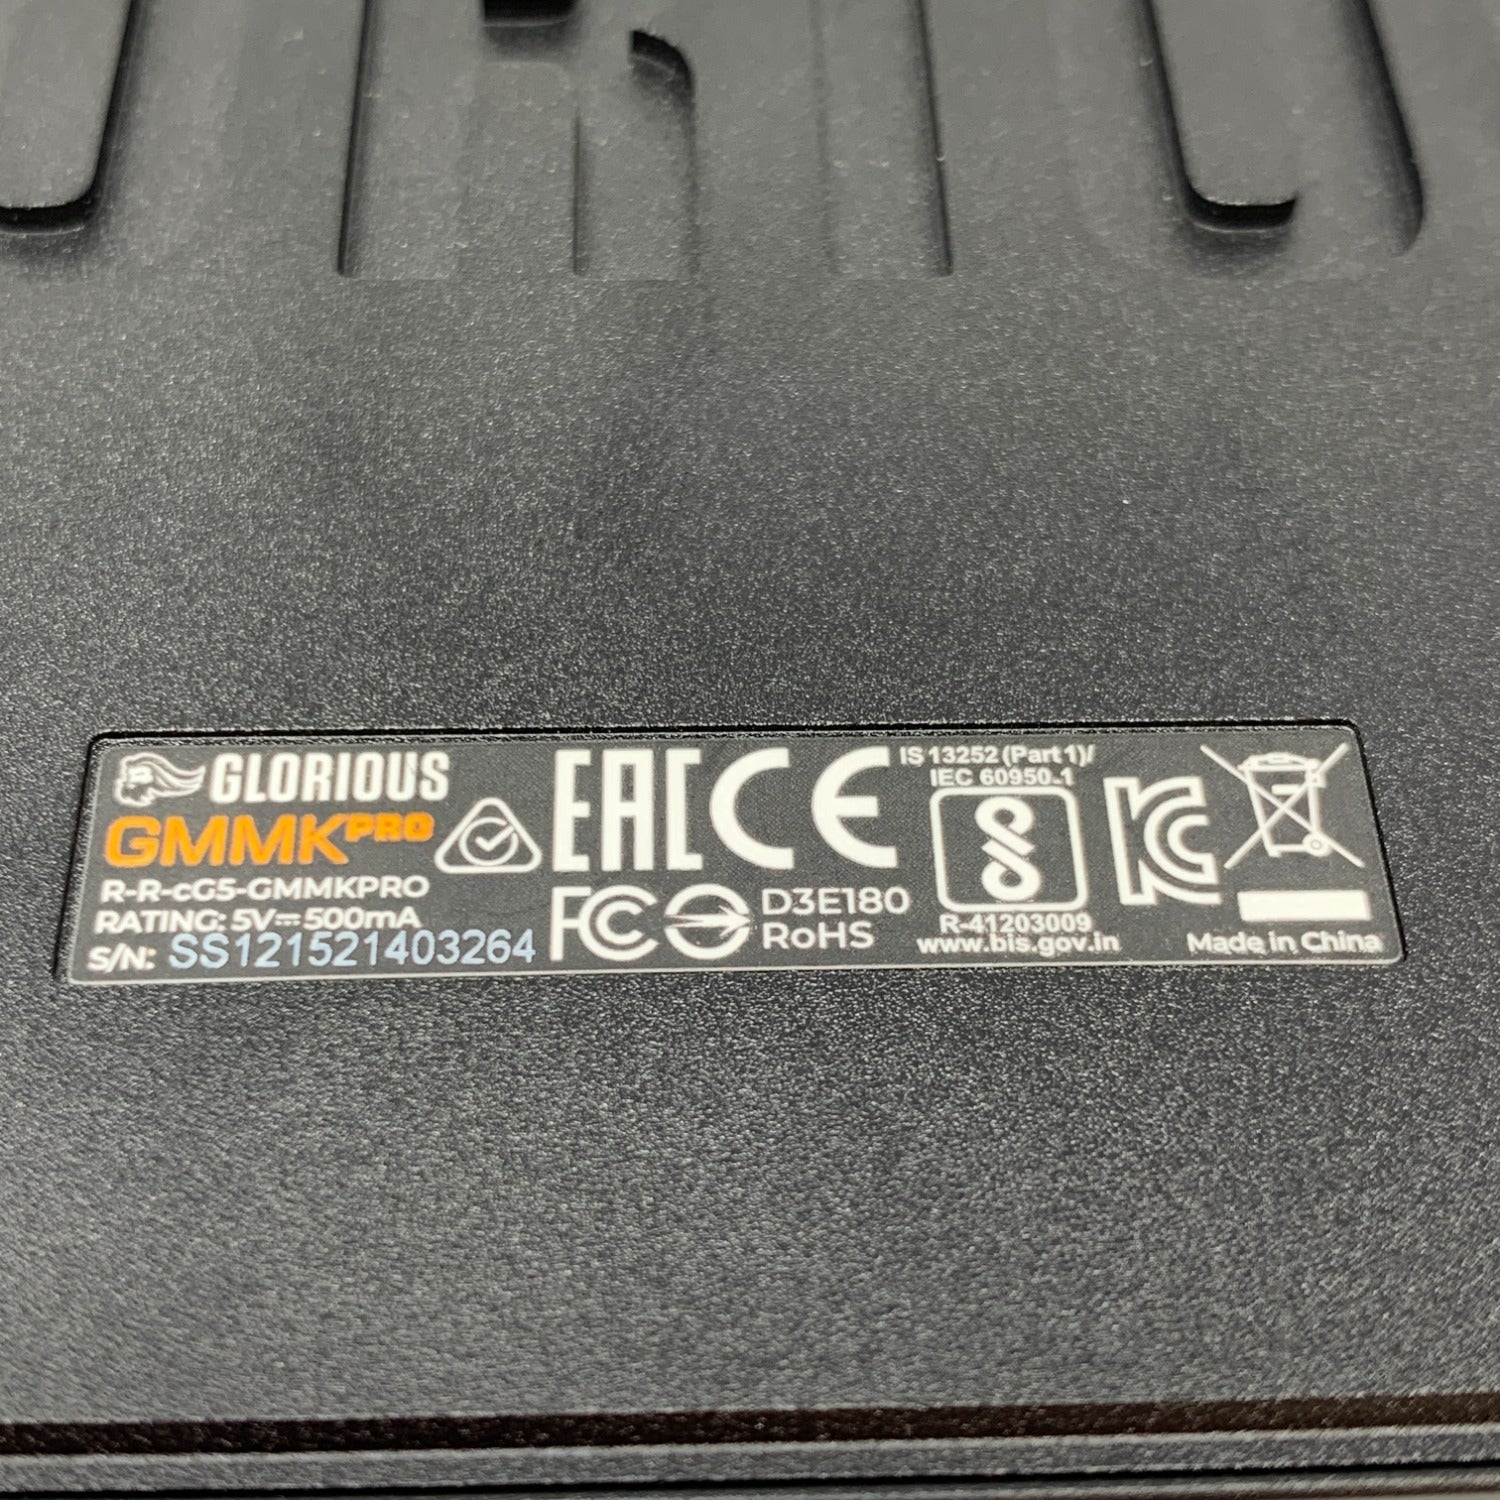 GLORIOUS
GMMK PRO
R-R-cG5-GMMKPRO
RATING: 5V⎓500mA
S/N: SS121521403264
EAC CE
FC
D3E180
RoHS
IS 13252 (Part 1)/
IEC 60950-1
R-41203009
www.bis.gov.in
KC
Made in China